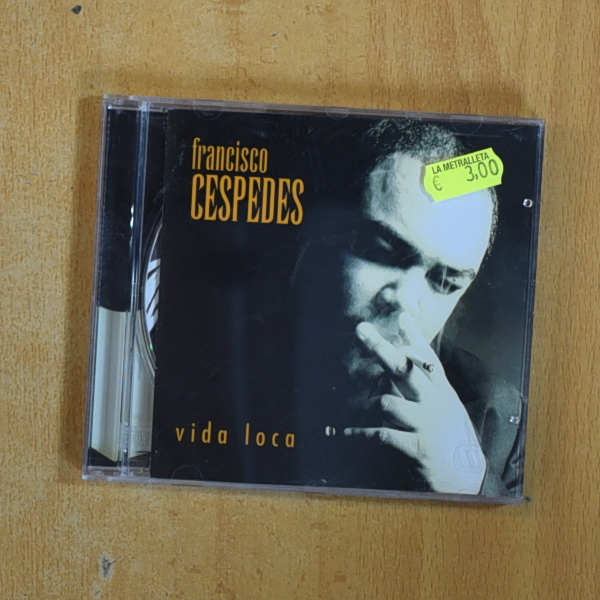 francisco
CESPEDES
LA METRALLETA
€ 3,00
vida loca